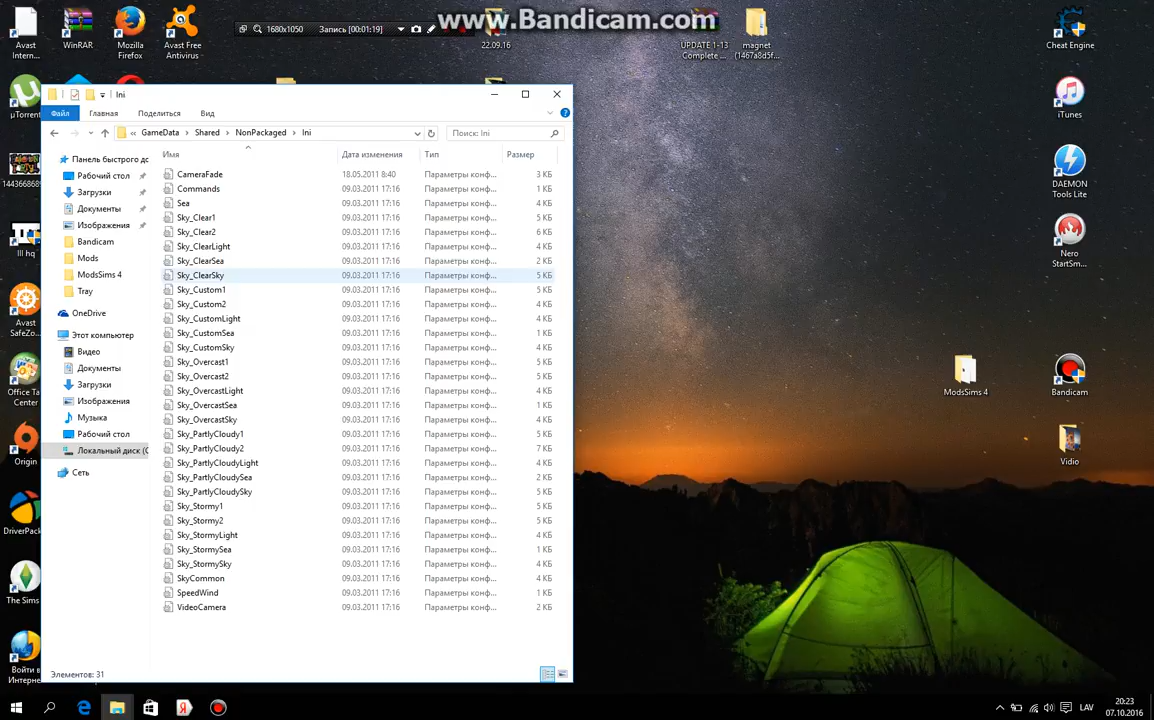 www.Bandicam.com
1680x1050
Запись [00:01:19]
Avast
Intern...
WinRAR
Mozilla
Firefox
Avast Free
Antivirus
22.09.16
UPDATE 1-13
Complete ...
magnet
(1467a8d5f...
Cheat Engine
µTorrent
iTunes
DAEMON
Tools Lite
Nero
StartSm...
ModsSims 4
Bandicam
Vidio
lll hq
Avast
SafeZo...
Office Ta
Center
Origin
DriverPack
The Sims
Войти в
Интернет
Ini
Файл
Главная
Поделиться
Вид
«
GameData
Shared
NonPackaged
Ini
Поиск: Ini
Имя
Дата изменения
Тип
Размер
Панель быстрого до
Рабочий стол
Загрузки
Документы
Изображения
Bandicam
Mods
ModsSims 4
Tray
OneDrive
Этот компьютер
Видео
Документы
Загрузки
Изображения
Музыка
Рабочий стол
Локальный диск (C
Сеть
CameraFade 18.05.2011 8:40 Параметры конф... 3 КБ
Commands 09.03.2011 17:16 Параметры конф... 1 КБ
Sea 09.03.2011 17:16 Параметры конф... 4 КБ
Sky_Clear1 09.03.2011 17:16 Параметры конф... 5 КБ
Sky_Clear2 09.03.2011 17:16 Параметры конф... 6 КБ
Sky_ClearLight 09.03.2011 17:16 Параметры конф... 4 КБ
Sky_ClearSea 09.03.2011 17:16 Параметры конф... 2 КБ
Sky_ClearSky 09.03.2011 17:16 Параметры конф... 5 КБ
Sky_Custom1 09.03.2011 17:16 Параметры конф... 5 КБ
Sky_Custom2 09.03.2011 17:16 Параметры конф... 4 КБ
Sky_CustomLight 09.03.2011 17:16 Параметры конф... 4 КБ
Sky_CustomSea 09.03.2011 17:16 Параметры конф... 1 КБ
Sky_CustomSky 09.03.2011 17:16 Параметры конф... 4 КБ
Sky_Overcast1 09.03.2011 17:16 Параметры конф... 5 КБ
Sky_Overcast2 09.03.2011 17:16 Параметры конф... 5 КБ
Sky_OvercastLight 09.03.2011 17:16 Параметры конф... 4 КБ
Sky_OvercastSea 09.03.2011 17:16 Параметры конф... 1 КБ
Sky_OvercastSky 09.03.2011 17:16 Параметры конф... 4 КБ
Sky_PartlyCloudy1 09.03.2011 17:16 Параметры конф... 5 КБ
Sky_PartlyCloudy2 09.03.2011 17:16 Параметры конф... 7 КБ
Sky_PartlyCloudyLight 09.03.2011 17:16 Параметры конф... 4 КБ
Sky_PartlyCloudySea 09.03.2011 17:16 Параметры конф... 2 КБ
Sky_PartlyCloudySky 09.03.2011 17:16 Параметры конф... 5 КБ
Sky_Stormy1 09.03.2011 17:16 Параметры конф... 5 КБ
Sky_Stormy2 09.03.2011 17:16 Параметры конф... 5 КБ
Sky_StormyLight 09.03.2011 17:16 Параметры конф... 4 КБ
Sky_StormySea 09.03.2011 17:16 Параметры конф... 1 КБ
Sky_StormySky 09.03.2011 17:16 Параметры конф... 4 КБ
SkyCommon 09.03.2011 17:16 Параметры конф... 4 КБ
SpeedWind 09.03.2011 17:16 Параметры конф... 1 КБ
VideoCamera 09.03.2011 17:16 Параметры конф... 2 КБ
Элементов: 31
LAV
20:23
07.10.2016